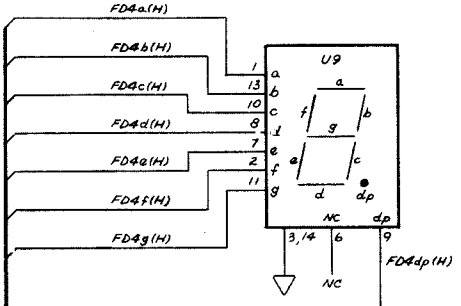 FD4a(H)
FD4b(H)
FD4c(H)
FD4d(H)
FD4e(H)
FD4f(H)
FD4g(H)
1 a
13 b
10 c
8 d
7 e
2 f
11 g
U9
a
f b
g
e c
d dp
NC dp
3,14 6 9
NC
FD4dp(H)